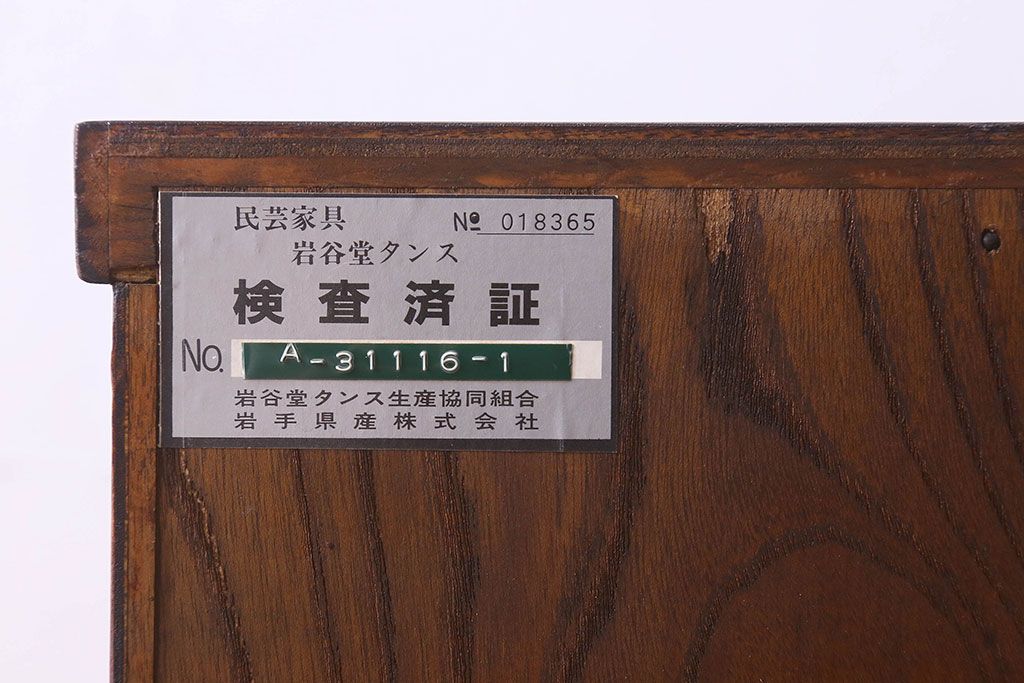 民芸家具 Nº 018365
岩谷堂タンス
検査済証
NO. A-31116-1
岩谷堂タンス生産協同組合
岩手県産株式会社